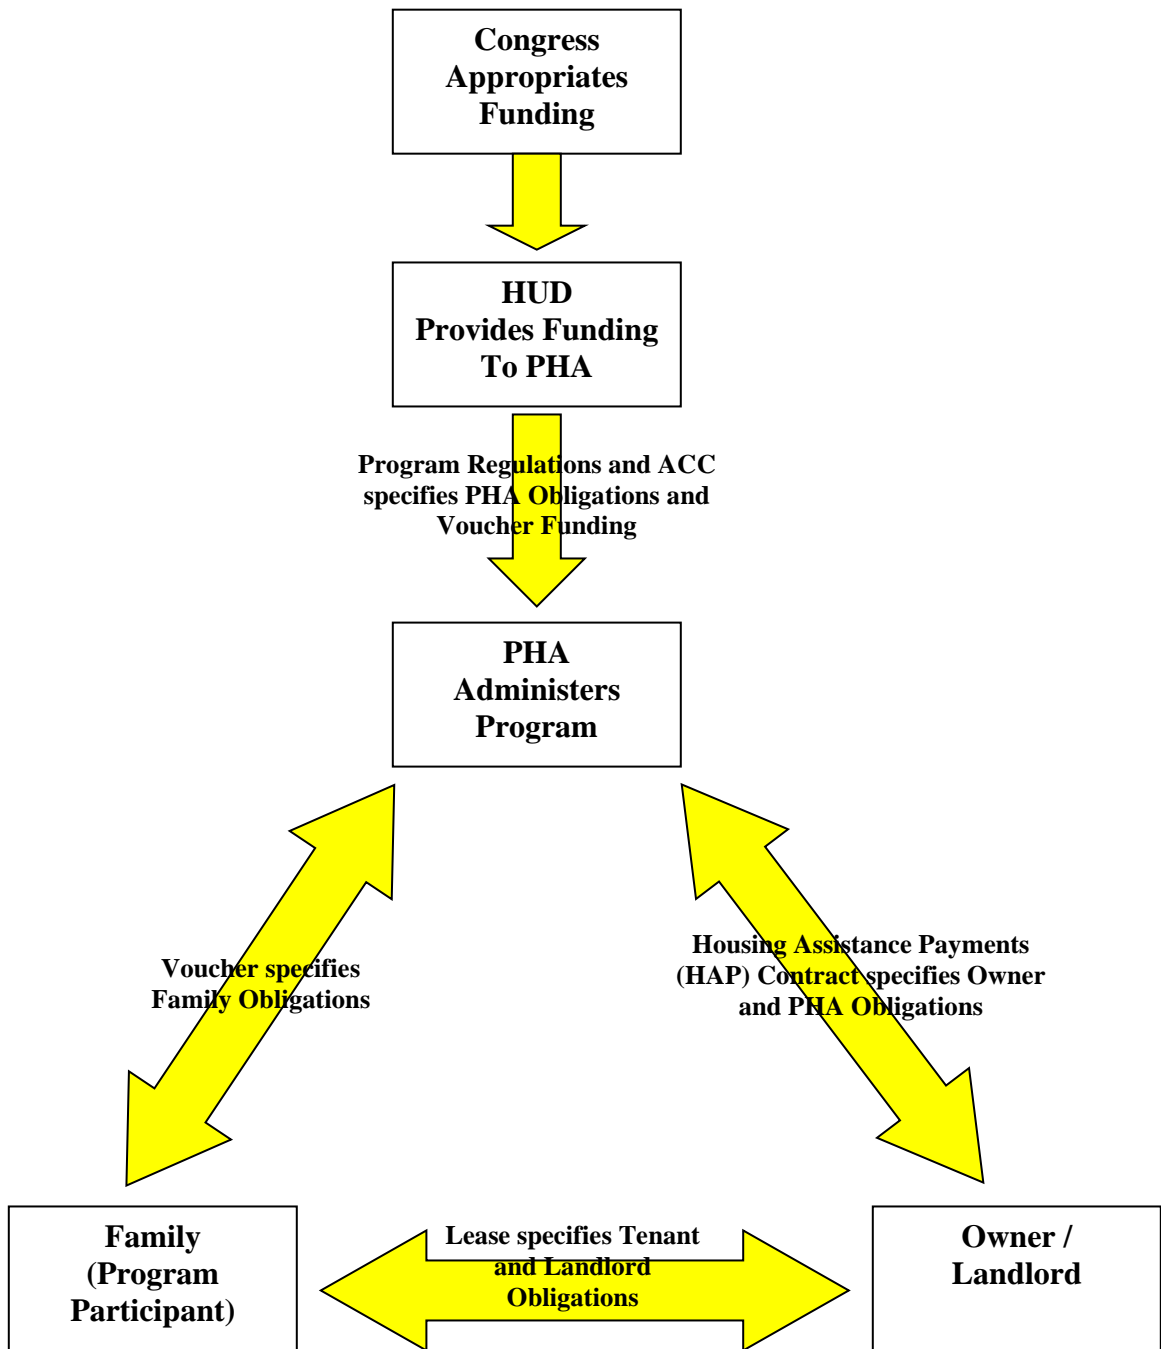 Congress
Appropriates
Funding
HUD
Provides Funding
To PHA
Program Regulations and ACC
specifies PHA Obligations and
Voucher Funding
PHA
Administers
Program
Voucher specifies
Family Obligations
Housing Assistance Payments
(HAP) Contract specifies Owner
and PHA Obligations
Family
(Program
Participant)
Lease specifies Tenant
and Landlord
Obligations
Owner /
Landlord